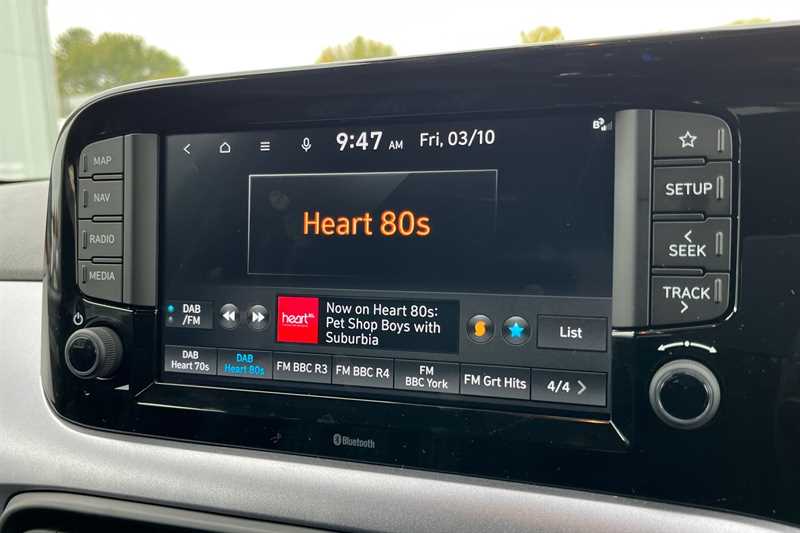 MAP
NAV
RADIO
MEDIA
9:47 AM
Fri, 03/10
Heart 80s
DAB
/FM
heart 80s
Now on Heart 80s:
Pet Shop Boys with
Suburbia
List
DAB
Heart 70s
DAB
Heart 80s
FM BBC R3
FM BBC R4
FM
BBC York
FM Grt Hits
4/4 >
SETUP
<
SEEK
TRACK
>
Bluetooth